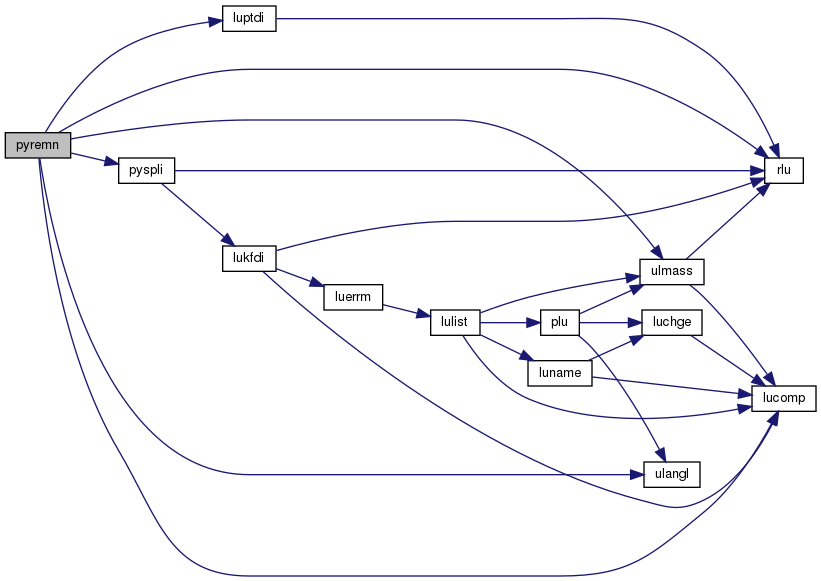 luptdi
pyremn
pyspli
rlu
lukfdi
ulmass
luerrm
lulist
plu
luchge
luname
lucomp
ulangl